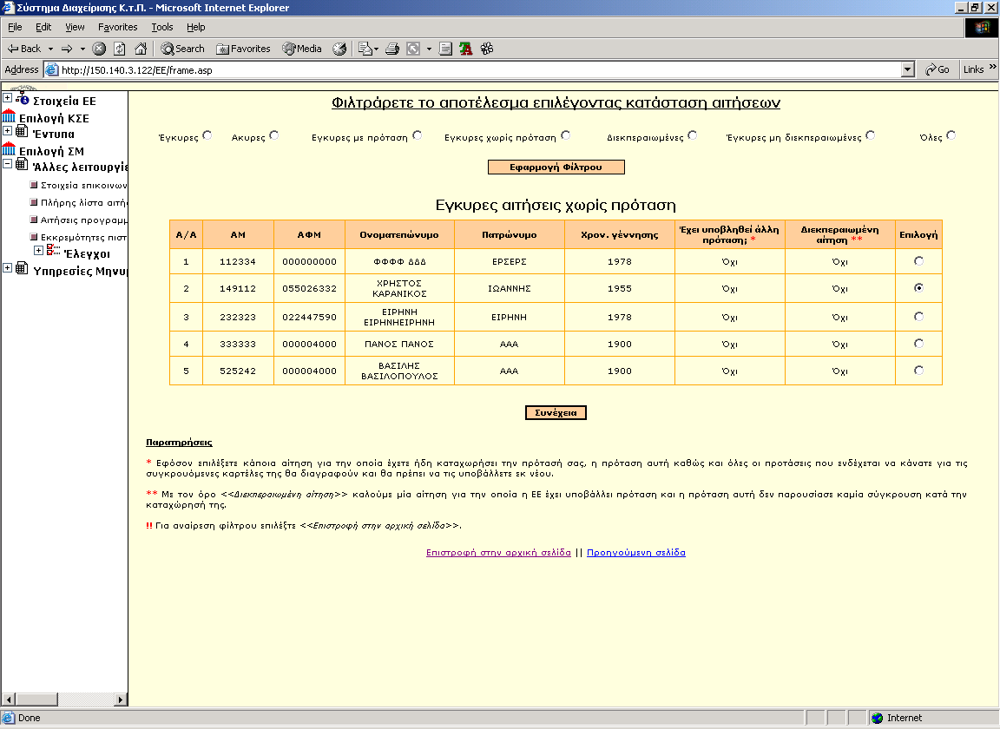 Σύστημα Διαχείρισης Κ.τ.Π. - Microsoft Internet Explorer
File Edit View Favorites Tools Help
Back Search Favorites Media
Address http://150.140.3.122/EE/frame.asp Go Links »
Στοιχεία ΕΕ
Επιλογή ΚΣΕ
Έντυπα
Επιλογή ΣΜ
Άλλες λειτουργίε
Στοιχεία επικοινων
Πλήρης λίστα αιτή
Αιτήσεις προγραμμ
Εκκρεμότητες πιστ
Έλεγχοι
Υπηρεσίες Μηνυμ
Φιλτράρετε το αποτέλεσμα επιλέγοντας κατάσταση αιτήσεων
Έγκυρες Ακυρες Εγκυρες με πρόταση Εγκυρες χωρίς πρόταση Διεκπεραιωμένες Έγκυρες μη διεκπεραιωμένες Όλες
Εφαρμογή Φίλτρου
Εγκυρες αιτήσεις χωρίς πρόταση
Α/Α ΑΜ ΑΦΜ Ονοματεπώνυμο Πατρώνυμο Χρον. γέννησης Έχει υποβληθεί άλλη πρόταση; * Διεκπεραιωμένη αίτηση ** Επιλογή
1 112334 000000000 ΦΦΦΦ ΔΔΔ ΕΡΣΕΡΣ 1978 Όχι Όχι
2 149112 055026332 ΧΡΗΣΤΟΣ ΚΑΡΑΝΙΚΟΣ ΙΩΑΝΝΗΣ 1955 Όχι Όχι
3 232323 022447590 ΕΙΡΗΝΗ ΕΙΡΗΝΗΕΙΡΗΝΗ ΕΙΡΗΝΗ 1978 Όχι Όχι
4 333333 000004000 ΠΑΝΟΣ ΠΑΝΟΣ ΑΑΑ 1900 Όχι Όχι
5 525242 000004000 ΒΑΣΙΛΗΣ ΒΑΣΙΛΟΠΟΥΛΟΣ ΑΑΑ 1900 Όχι Όχι
Συνέχεια
Παρατηρήσεις
* Εφόσον επιλέξετε κάποια αίτηση για την οποία έχετε ήδη καταχωρήσει την πρότασή σας, η πρόταση αυτή καθώς και όλες οι προτάσεις που ενδέχεται να κάνατε για τις
συγκρουόμενες καρτέλες της θα διαγραφούν και θα πρέπει να τις υποβάλλετε εκ νέου.
** Με τον όρο <<Διεκπεραιωμένη αίτηση>> καλούμε μία αίτηση για την οποία η ΕΕ έχει υποβάλλει πρόταση και η πρόταση αυτή δεν παρουσίασε καμία σύγκρουση κατά την
καταχώρησή της.
!! Για αναίρεση φίλτρου επιλέξτε <<Επιστροφή στην αρχική σελίδα>>.
Επιστροφή στην αρχική σελίδα || Προηγούμενη σελίδα
Done Internet